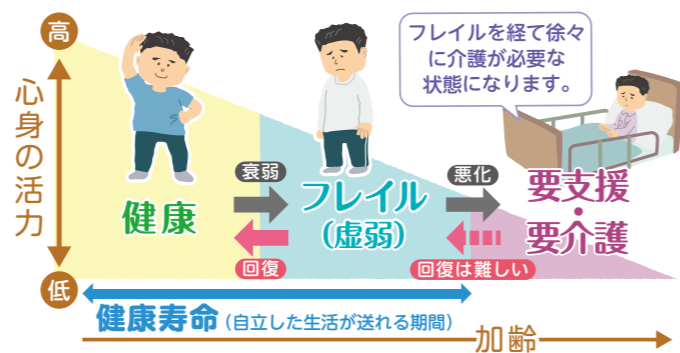 高
心身の活力
低
フレイルを経て徐々
に介護が必要な
状態になります。
健康
衰弱
回復
フレイル
(虚弱)
悪化
回復は難しい
要支援
・
要介護
健康寿命(自立した生活が送れる期間)
加齢